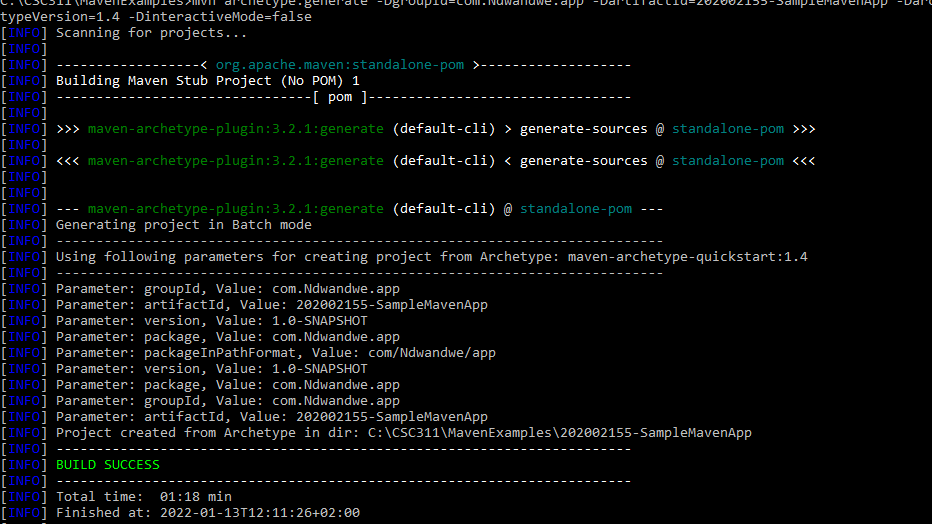 C:\CSC311\MavenExamples>mvn archetype:generate -DgroupId=com.Ndwandwe.app -DartifactId=202002155-SampleMavenApp -Darc
typeVersion=1.4 -DinteractiveMode=false
[INFO] Scanning for projects...
[INFO]
[INFO] ------------------< org.apache.maven:standalone-pom >-------------------
[INFO] Building Maven Stub Project (No POM) 1
[INFO] --------------------------------[ pom ]---------------------------------
[INFO]
[INFO] >>> maven-archetype-plugin:3.2.1:generate (default-cli) > generate-sources @ standalone-pom >>>
[INFO]
[INFO] <<< maven-archetype-plugin:3.2.1:generate (default-cli) < generate-sources @ standalone-pom <<<
[INFO]
[INFO]
[INFO] --- maven-archetype-plugin:3.2.1:generate (default-cli) @ standalone-pom ---
[INFO] Generating project in Batch mode
[INFO] ----------------------------------------------------------------------------
[INFO] Using following parameters for creating project from Archetype: maven-archetype-quickstart:1.4
[INFO] ----------------------------------------------------------------------------
[INFO] Parameter: groupId, Value: com.Ndwandwe.app
[INFO] Parameter: artifactId, Value: 202002155-SampleMavenApp
[INFO] Parameter: version, Value: 1.0-SNAPSHOT
[INFO] Parameter: package, Value: com.Ndwandwe.app
[INFO] Parameter: packageInPathFormat, Value: com/Ndwandwe/app
[INFO] Parameter: version, Value: 1.0-SNAPSHOT
[INFO] Parameter: package, Value: com.Ndwandwe.app
[INFO] Parameter: groupId, Value: com.Ndwandwe.app
[INFO] Parameter: artifactId, Value: 202002155-SampleMavenApp
[INFO] Project created from Archetype in dir: C:\CSC311\MavenExamples\202002155-SampleMavenApp
[INFO] ------------------------------------------------------------------------
[INFO] BUILD SUCCESS
[INFO] ------------------------------------------------------------------------
[INFO] Total time:  01:18 min
[INFO] Finished at: 2022-01-13T12:11:26+02:00